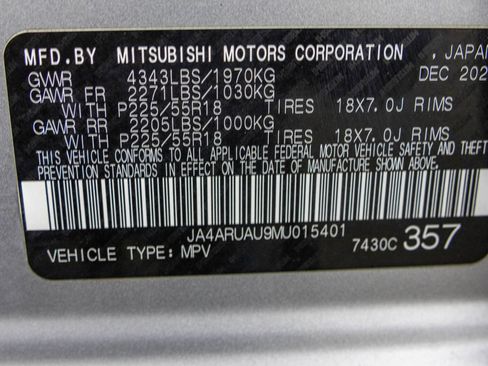 MFD.BY MITSUBISHI MOTORS CORPORATION , JAPAN
GVWR 4343LBS/1970KG DEC 202
GAWR FR 2271LBS/1030KG
WITH P225/55R18 TIRES 18X7.0J RIMS
GAWR RR 2205LBS/1000KG
WITH P225/55R18 TIRES 18X7.0J RIMS
THIS VEHICLE CONFORMS TO ALL APPLICABLE FEDERAL MOTOR VEHICLE SAFETY AND THEFT
PREVENTION STANDARDS IN EFFECT ON THE DATE OF MANUFACTURE SHOWN ABOVE.
JA4ARUAU9MU015401
VEHICLE TYPE: MPV 7430C 357